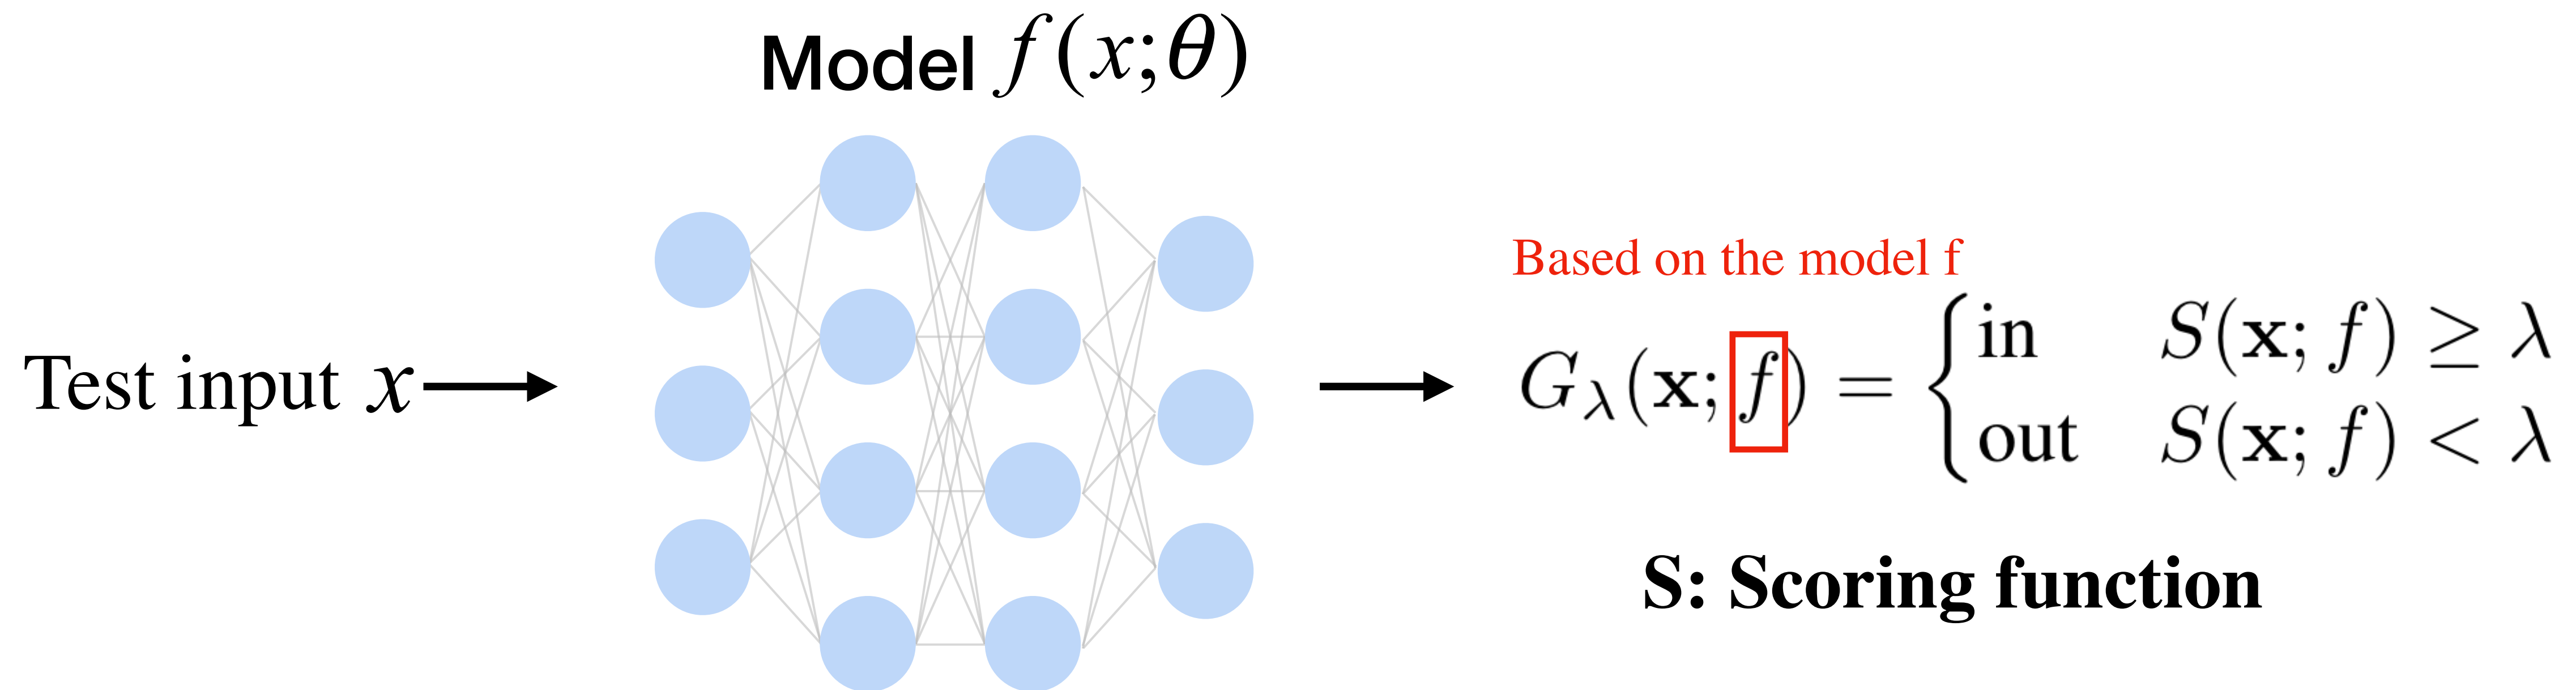 Model f(x;θ)
Test input x
Based on the model f
G_λ(x; f) = { in S(x; f) ≥ λ
out S(x; f) < λ
S: Scoring function